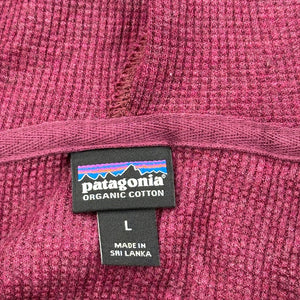 patagonia
ORGANIC COTTON
L
MADE IN
SRI LANKA